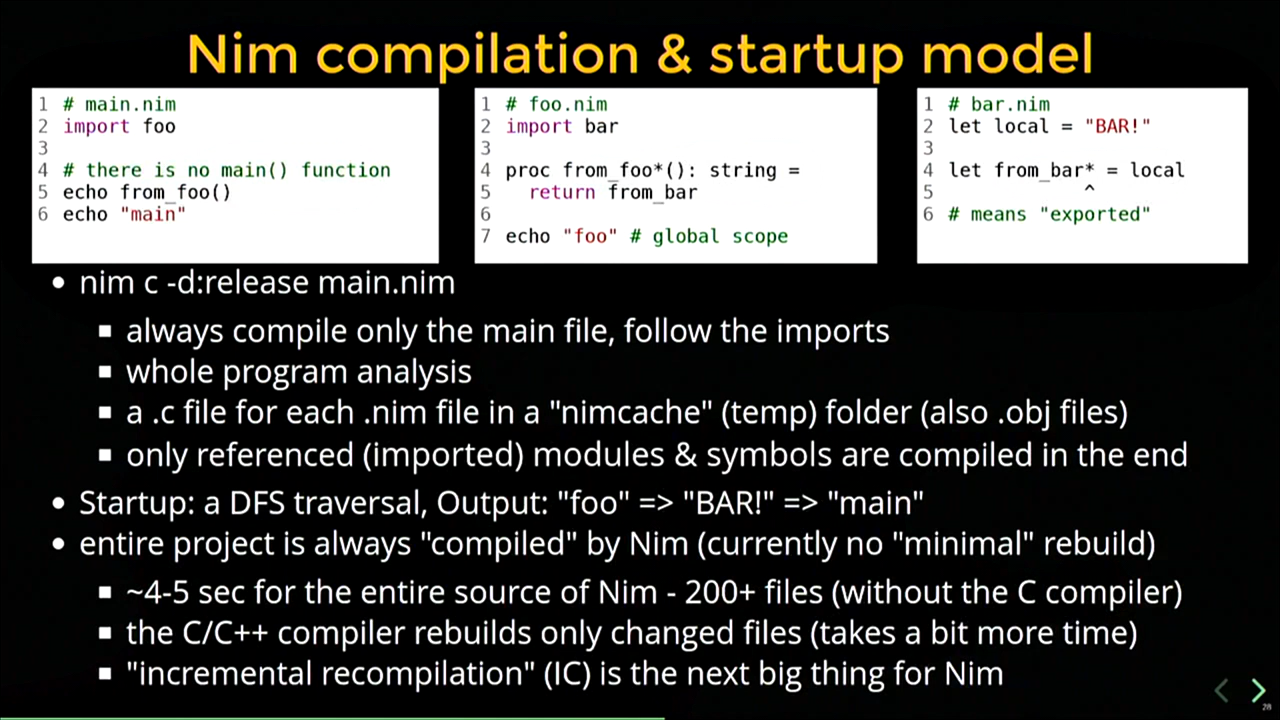 Nim compilation & startup model
1 # main.nim
2 import foo
3
4 # there is no main() function
5 echo from_foo()
6 echo "main"
1 # foo.nim
2 import bar
3
4 proc from_foo*(): string =
5   return from_bar
6
7 echo "foo" # global scope
1 # bar.nim
2 let local = "BAR!"
3
4 let from_bar* = local
5             ^
6 # means "exported"
• nim c -d:release main.nim
▪ always compile only the main file, follow the imports
▪ whole program analysis
▪ a .c file for each .nim file in a "nimcache" (temp) folder (also .obj files)
▪ only referenced (imported) modules & symbols are compiled in the end
• Startup: a DFS traversal, Output: "foo" => "BAR!" => "main"
• entire project is always "compiled" by Nim (currently no "minimal" rebuild)
▪ ~4-5 sec for the entire source of Nim - 200+ files (without the C compiler)
▪ the C/C++ compiler rebuilds only changed files (takes a bit more time)
▪ "incremental recompilation" (IC) is the next big thing for Nim
28